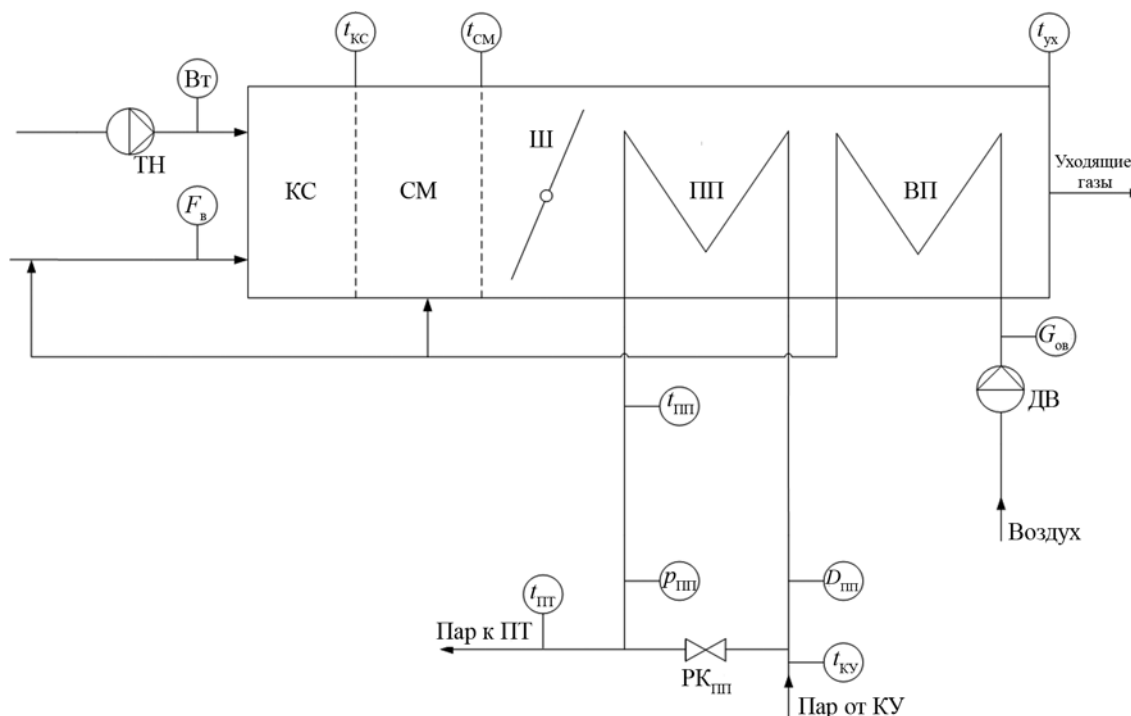 tКС
tСМ
tух
Вт
ТН
Fв
КС
СМ
Ш
ПП
ВП
Уходящие
газы
Gов
ДВ
tПП
Воздух
pПП
DПП
tПТ
Пар к ПТ
РКПП
tКУ
Пар от КУ